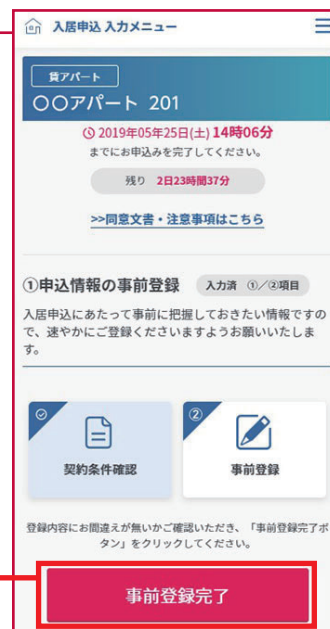 入居申込 入力メニュー
賃アパート
〇〇アパート 201
2019年05年25日(土) 14時06分
までにお申込みを完了してください。
残り 2日23時間37分
>>同意文書・注意事項はこちら
①申込情報の事前登録 入力済 ①/②項目
入居申込にあたって事前に把握しておきたい情報ですの
で、速やかにご登録くださいますようお願いいたしま
す。
契約条件確認
②
事前登録
登録内容にお間違えが無いかご確認いただき、「事前登録完了ボ
タン」をクリックしてください。
事前登録完了